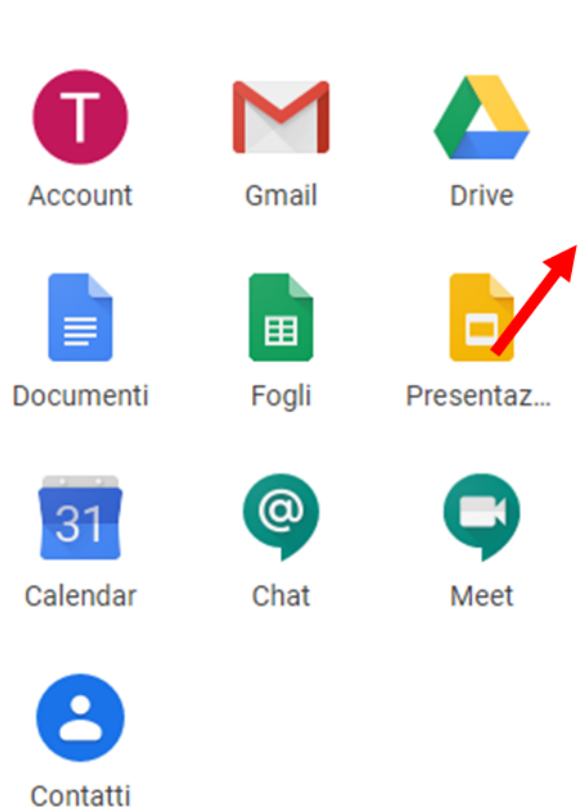 T
Account Gmail Drive
Documenti Fogli Presentaz...
31
Calendar Chat Meet
@
Contatti